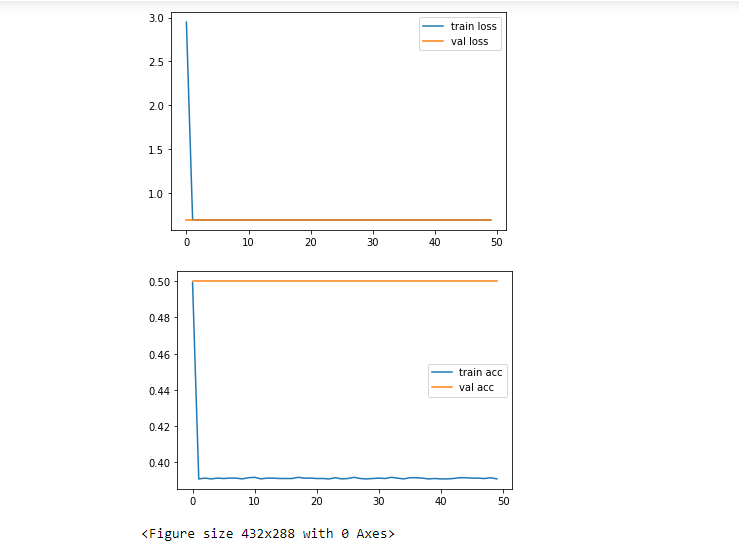 3.0
train loss
val loss
2.5
2.0
1.5
1.0
0 10 20 30 40 50
0.50
0.48
0.46
train acc
val acc
0.44
0.42
0.40
0 10 20 30 40 50
<Figure size 432x288 with 0 Axes>